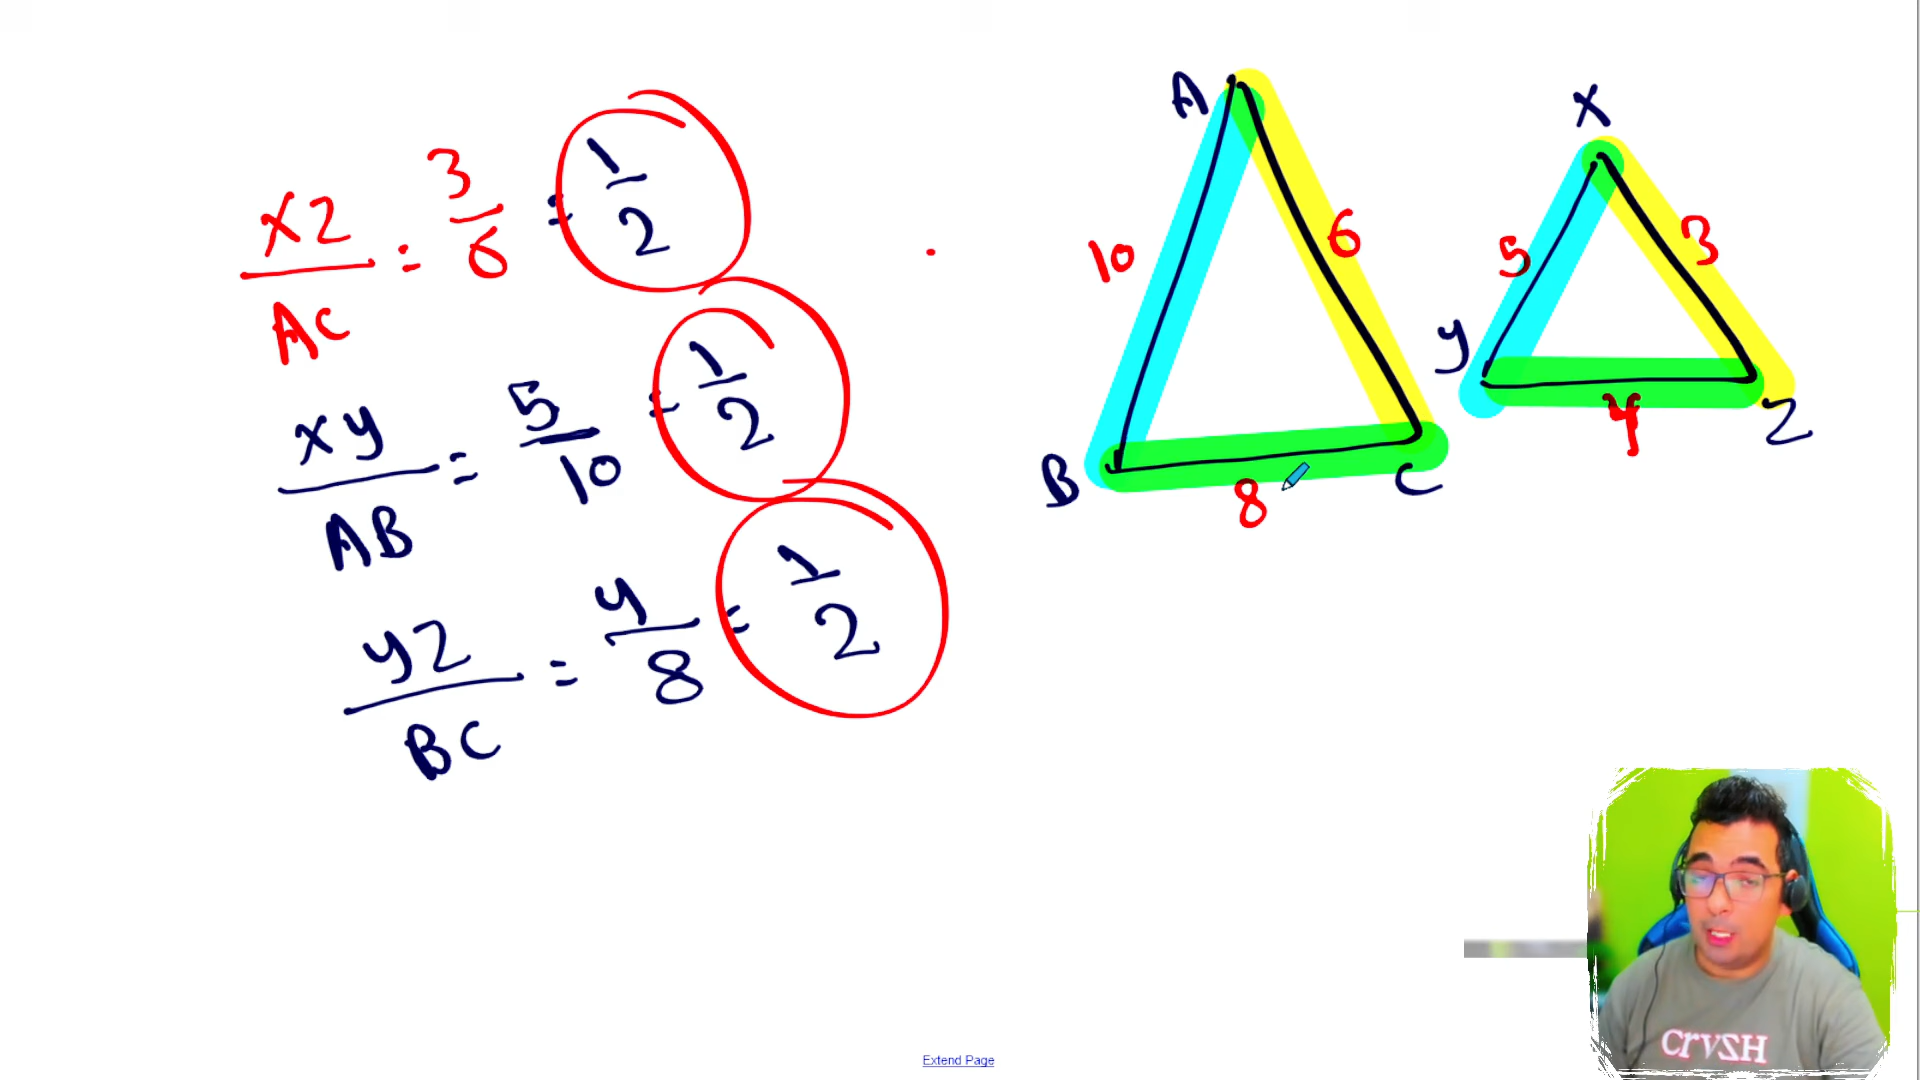 XZ/AC = 3/6 = 1/2
XY/AB = 5/10 = 1/2
YZ/BC = 4/8 = 1/2
A
10
6
B
8
C
X
5
3
Y
4
Z
CRVSH
Extend Page